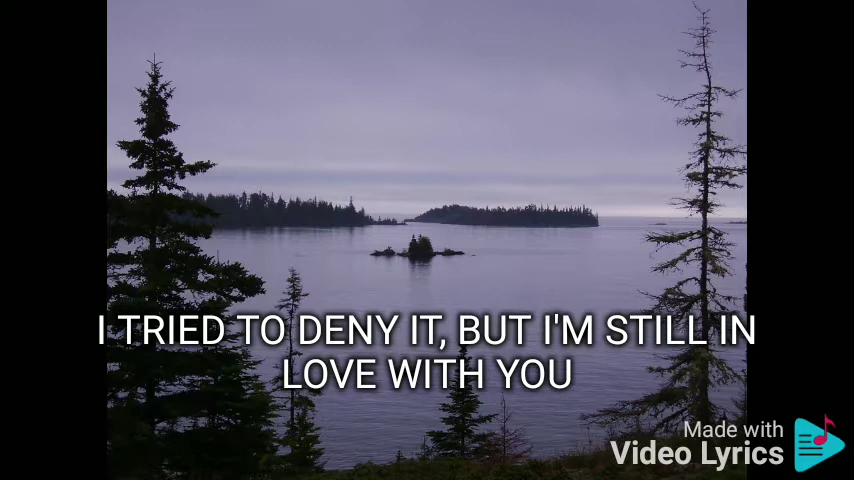 I TRIED TO DENY IT, BUT I'M STILL IN
LOVE WITH YOU
Made with
Video Lyrics